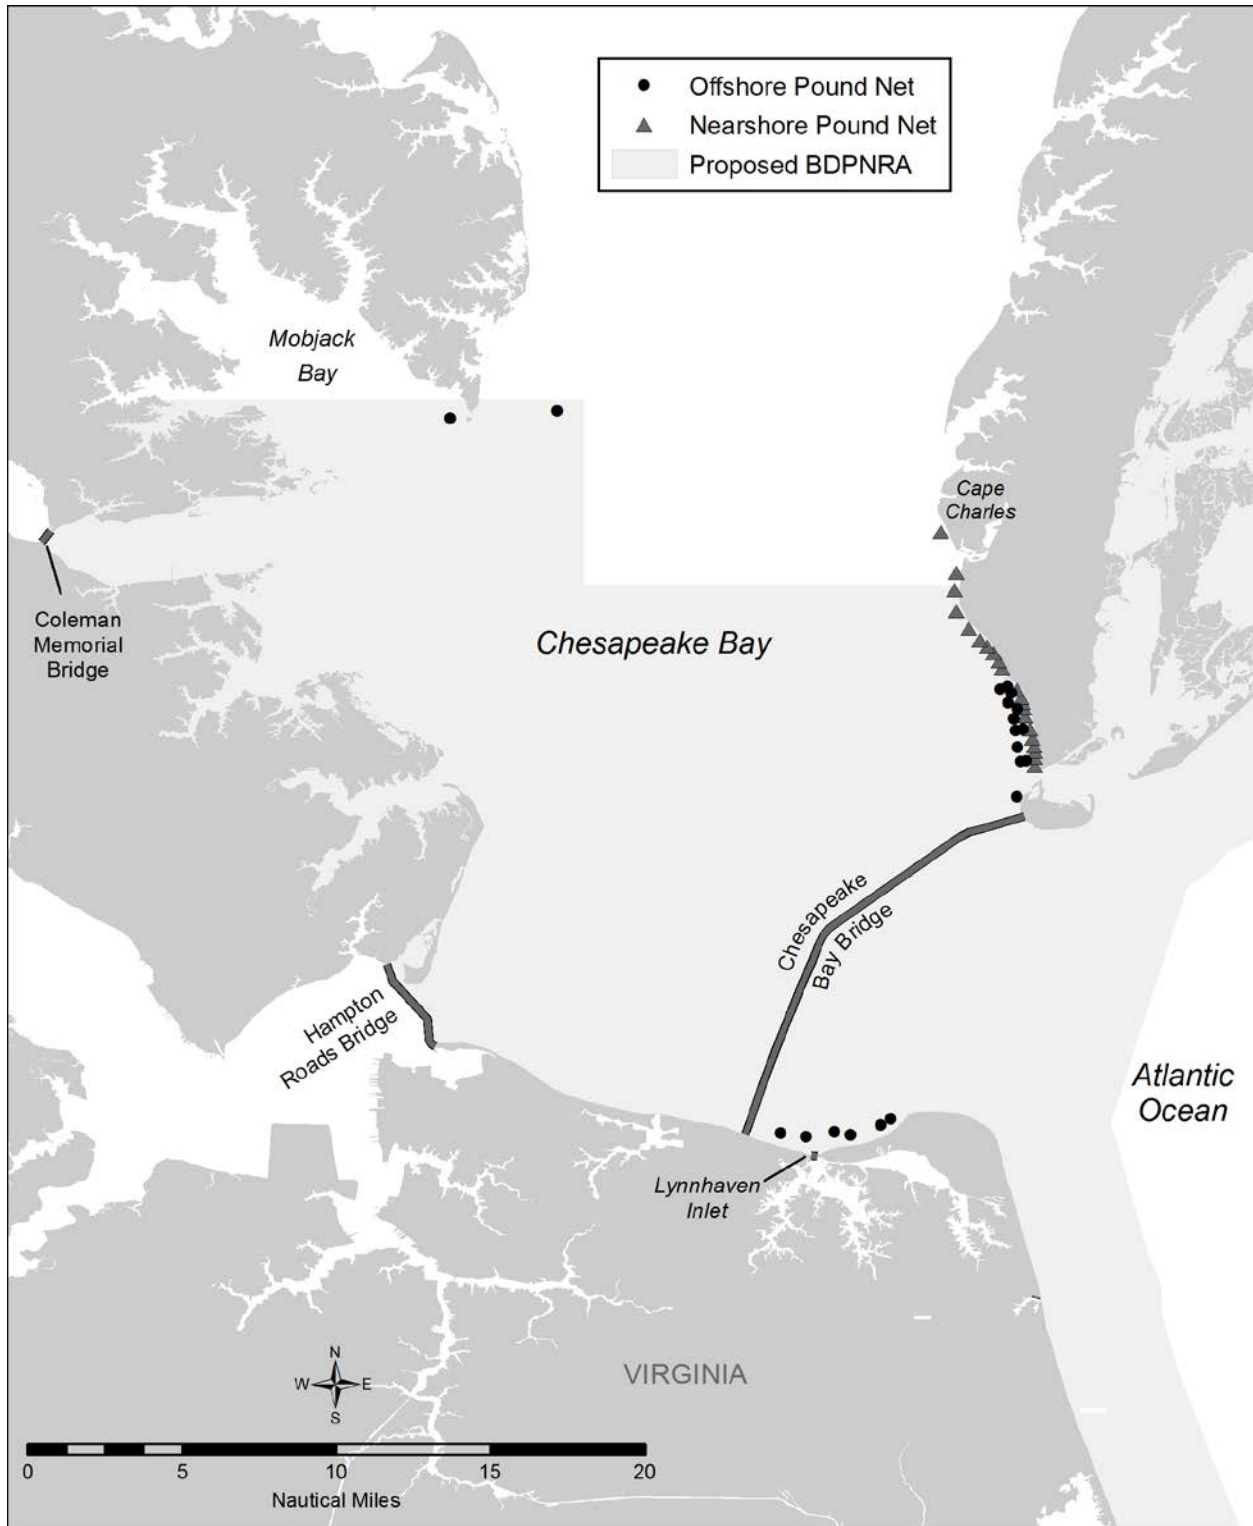 Offshore Pound Net
Nearshore Pound Net
Proposed BDPNRA
Mobjack
Bay
Cape
Charles
Coleman
Memorial
Bridge
Chesapeake Bay
Chesapeake
Bay Bridge
Hampton
Roads Bridge
Atlantic
Ocean
Lynnhaven
Inlet
VIRGINIA
N
W E
S
0 5 10 15 20
Nautical Miles